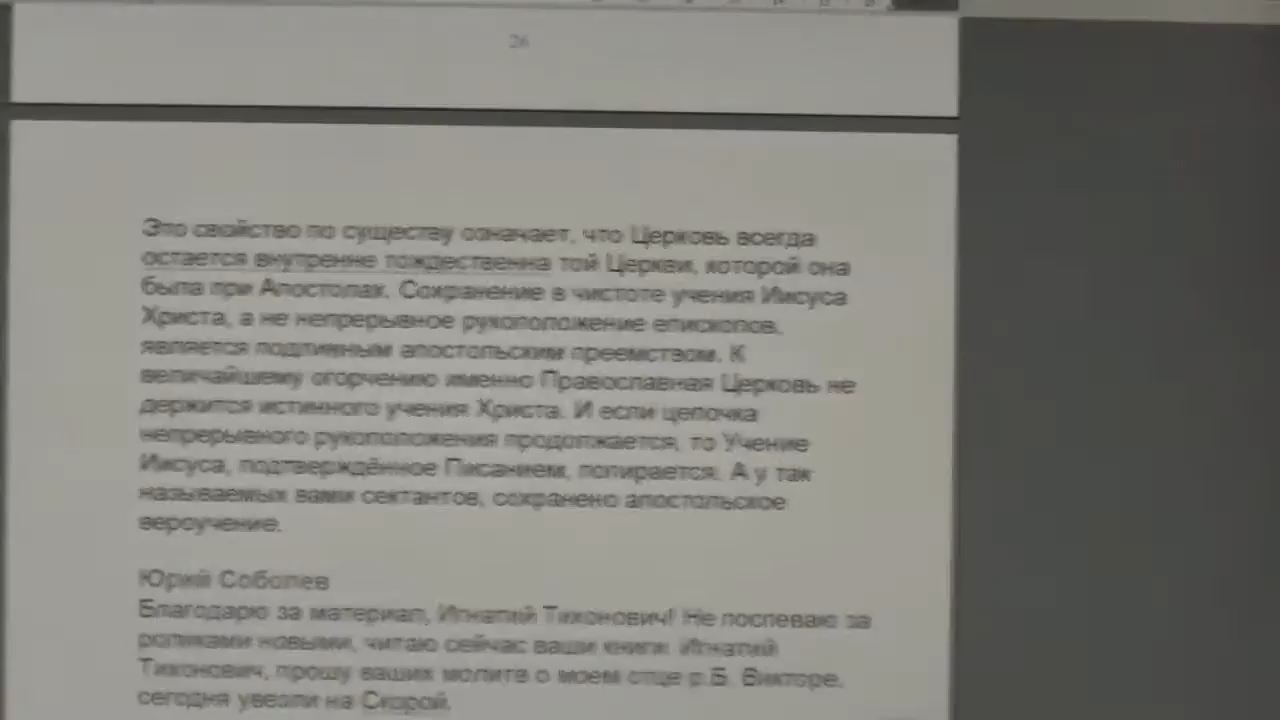 26
Это свойство по существу означает, что Церковь всегда
остается внутренне тождественна той Церкви, которой она
была при Апостолах. Сохранение в чистоте учения Иисуса
Христа, а не непрерывное рукоположение епископов,
является подлинным апостольским преемством. К
величайшему огорчению именно Православная Церковь не
держится истинного учения Христа. И если цепочка
непрерывного рукоположения продолжается, то Учение
Иисуса, подтверждённое Писанием, попирается. А у так
называемых вами сектантов, сохранено апостольское
вероучение.
Юрий Соболев
Благодарю за материал, Игнатий Тихонович! Не поспеваю за
роликами новыми, читаю сейчас ваши книги. Игнатий
Тихонович, прошу ваших молитв о моем отце р.Б. Викторе,
сегодня увезли на Скорой.